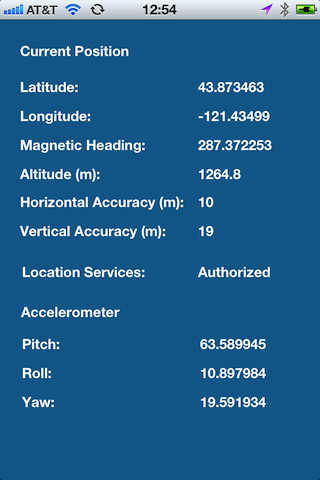 AT&T 12:54
Current Position
Latitude: 43.873463
Longitude: -121.43499
Magnetic Heading: 287.372253
Altitude (m): 1264.8
Horizontal Accuracy (m): 10
Vertical Accuracy (m): 19
Location Services: Authorized
Accelerometer
Pitch: 63.589945
Roll: 10.897984
Yaw: 19.591934